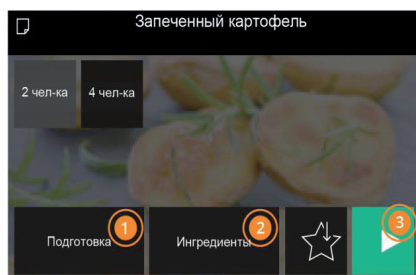 Запеченный картофель
2 чел-ка 4 чел-ка
1 2 3
Подготовка Ингредиенты